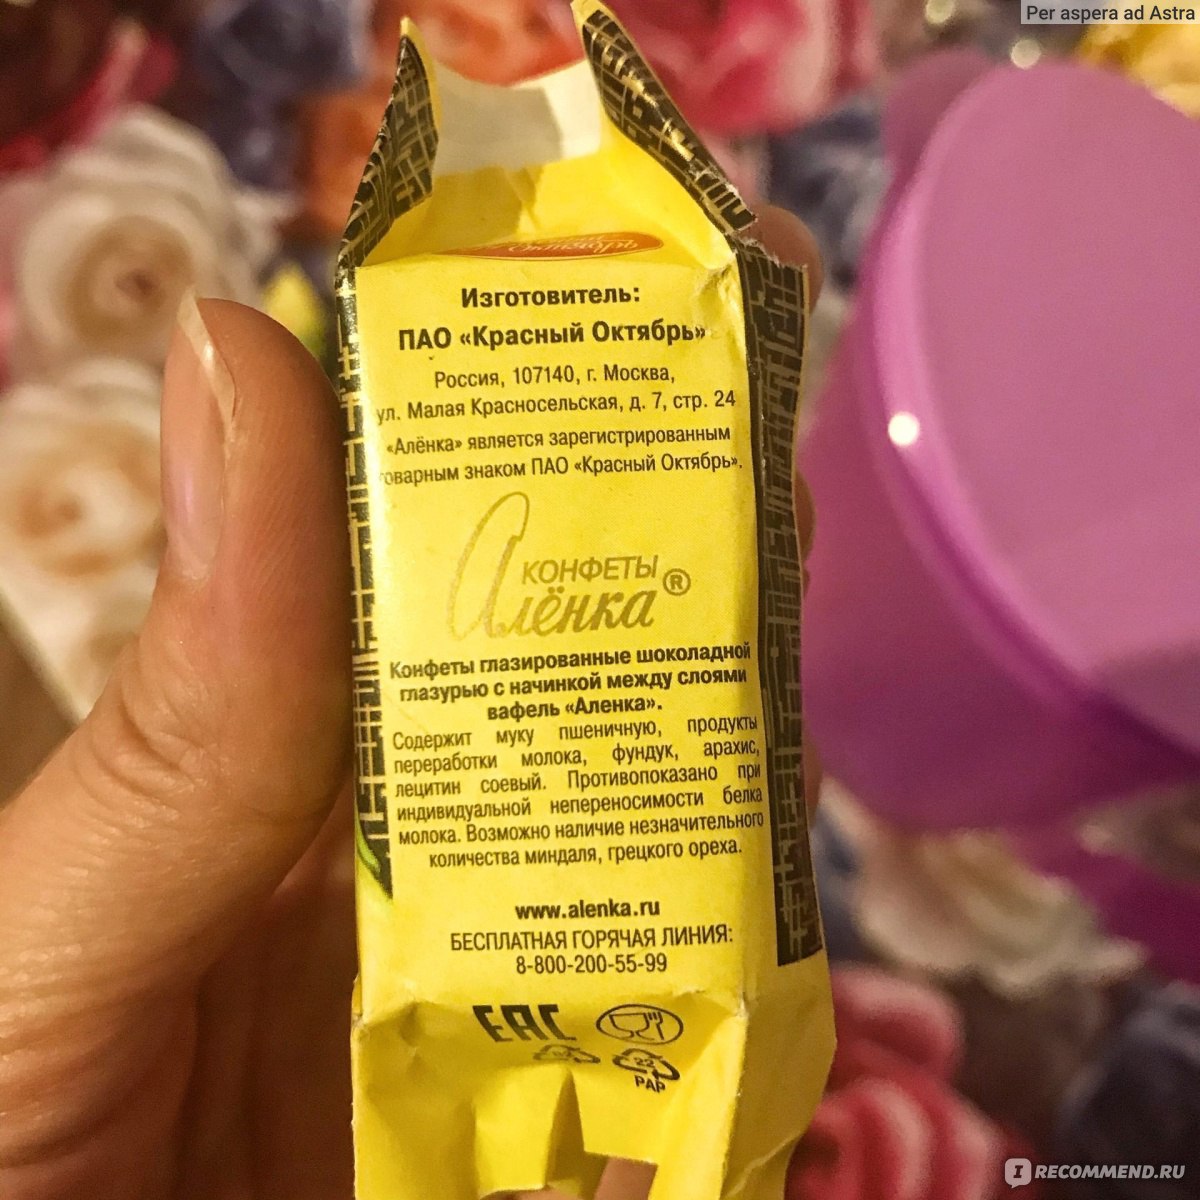 Per aspera ad Astra
Изготовитель:
ПАО «Красный Октябрь»
Россия, 107140, г. Москва,
ул. Малая Красносельская, д. 7, стр. 24
«Алёнка» является зарегистрированным
товарным знаком ПАО «Красный Октябрь».
КОНФЕТЫ
Алёнка®
Конфеты глазированные шоколадной
глазурью с начинкой между слоями
вафель «Аленка».
Содержит муку пшеничную, продукты
переработки молока, фундук, арахис,
лецитин соевый. Противопоказано при
индивидуальной непереносимости белка
молока. Возможно наличие незначительного
количества миндаля, грецкого ореха.
www.alenka.ru
БЕСПЛАТНАЯ ГОРЯЧАЯ ЛИНИЯ:
8-800-200-55-99
EAC
22
PAP
IRECOMMEND.RU